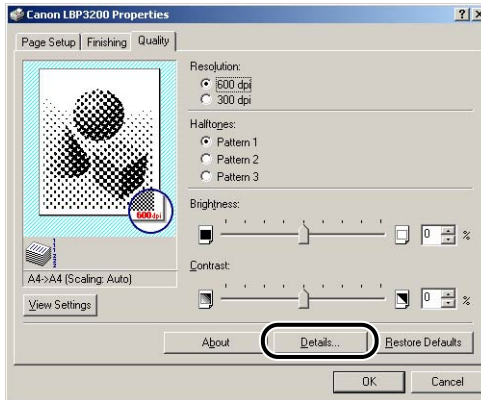 Canon LBP3200 Properties
Page Setup Finishing Quality
Resolution:
600 dpi
300 dpi
Halftones:
Pattern 1
Pattern 2
Pattern 3
600dpi
Brightness:
0 %
A4->A4 (Scaling: Auto)
Contrast:
View Settings
0 %
About Details... Restore Defaults
OK Cancel